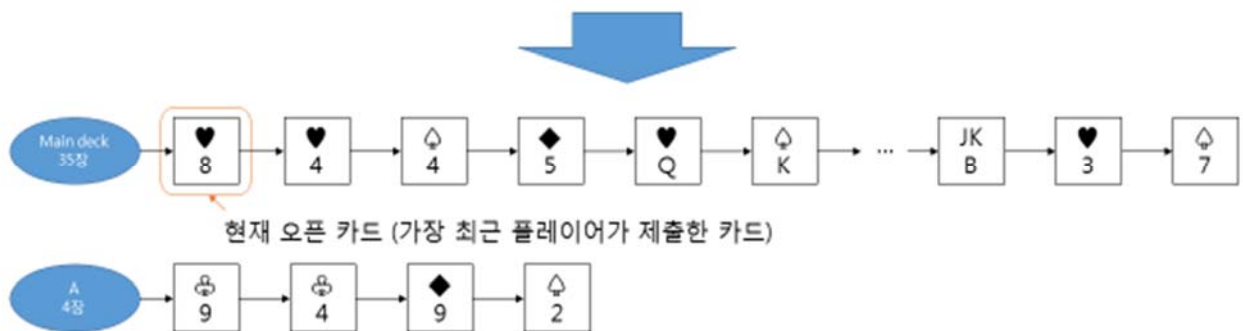 Main deck
35장
♥ 8 ♥ 4 ♤ 4 ◆ 5 ♥ Q ♤ K ··· JK B ♥ 3 ♤ 7
현재 오픈 카드 (가장 최근 플레이어가 제출한 카드)
A
4장
♧ 9 ♧ 4 ◆ 9 ♤ 2